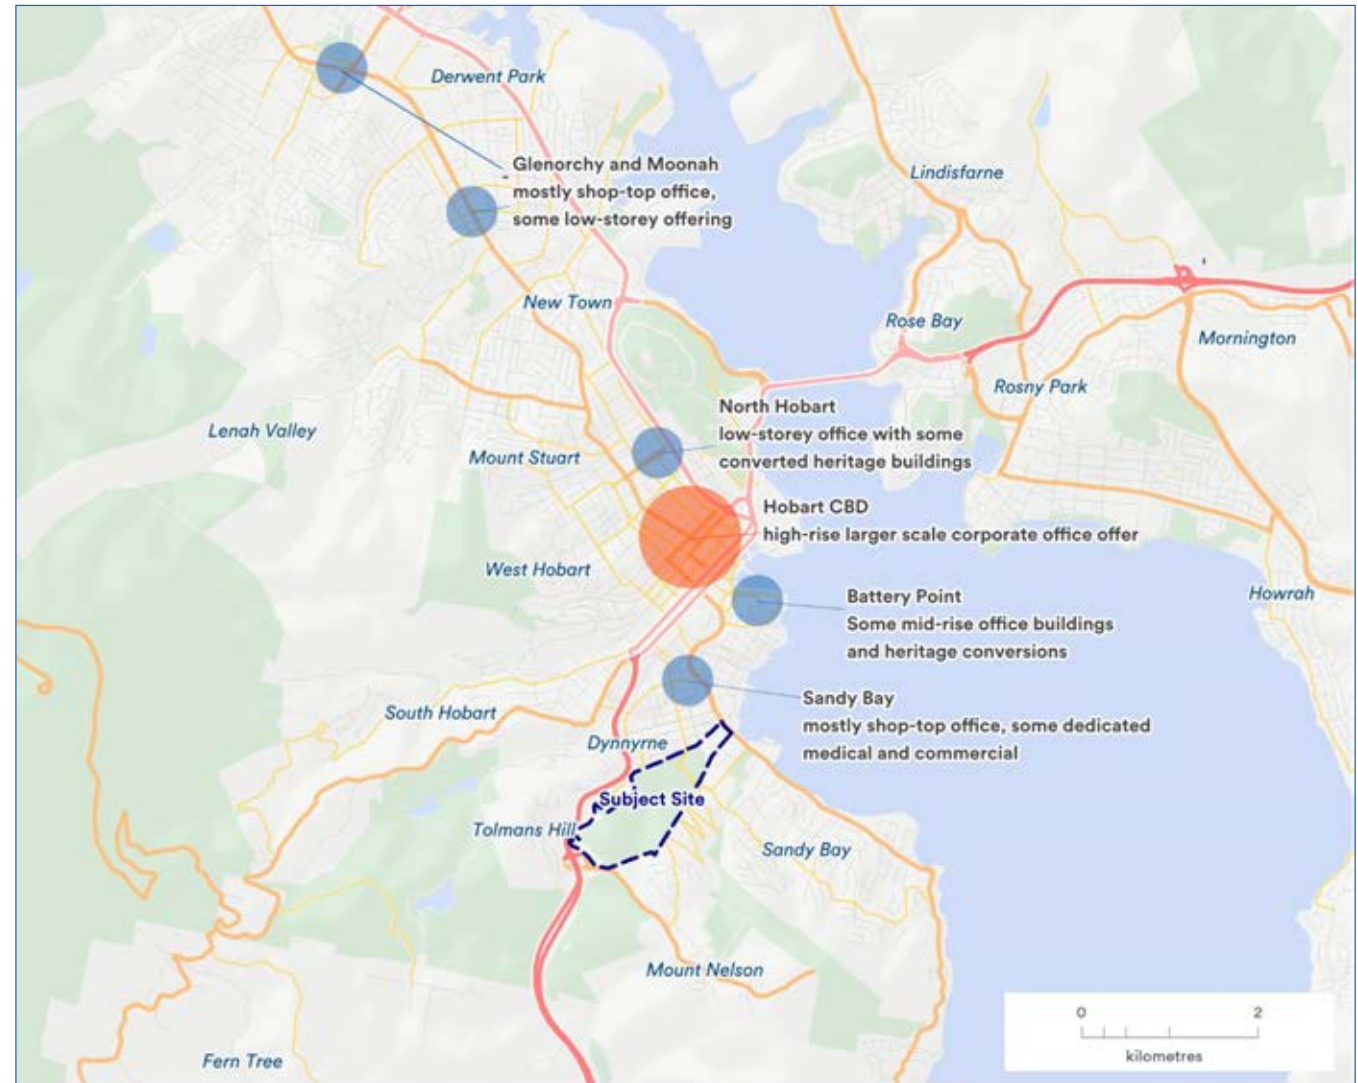 Derwent Park
Glenorchy and Moonah
mostly shop-top office,
some low-storey offering
Lindisfarne
New Town
Rose Bay
Mornington
Rosny Park
North Hobart
low-storey office with some
converted heritage buildings
Lenah Valley
Mount Stuart
Hobart CBD
high-rise larger scale corporate office offer
West Hobart
Battery Point
Some mid-rise office buildings
and heritage conversions
Howrah
Sandy Bay
mostly shop-top office, some dedicated
medical and commercial
South Hobart
Dynnyrne
Subject Site
Tolmans Hill
Sandy Bay
Mount Nelson
0 2
kilometres
Fern Tree